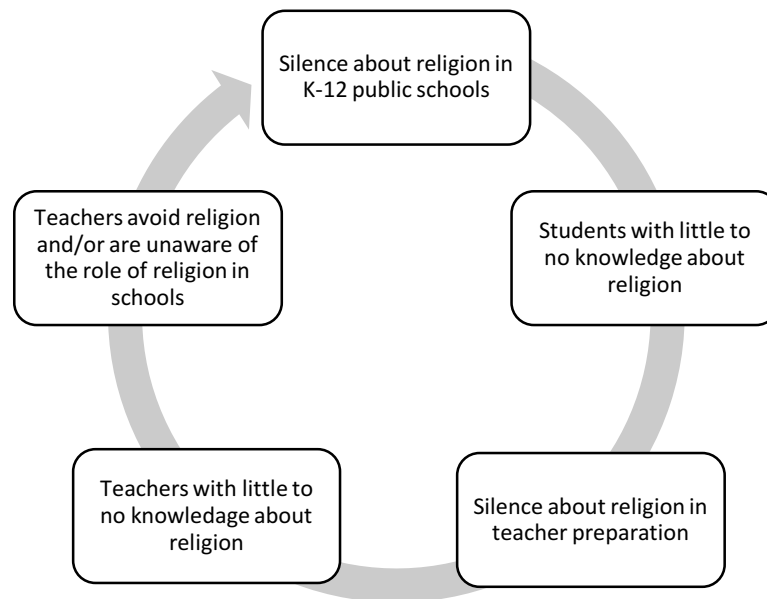 Silence about religion in
K-12 public schools
Students with little to
no knowledge about
religion
Silence about religion in
teacher preparation
Teachers with little to
no knowledage about
religion
Teachers avoid religion
and/or are unaware of
the role of religion in
schools